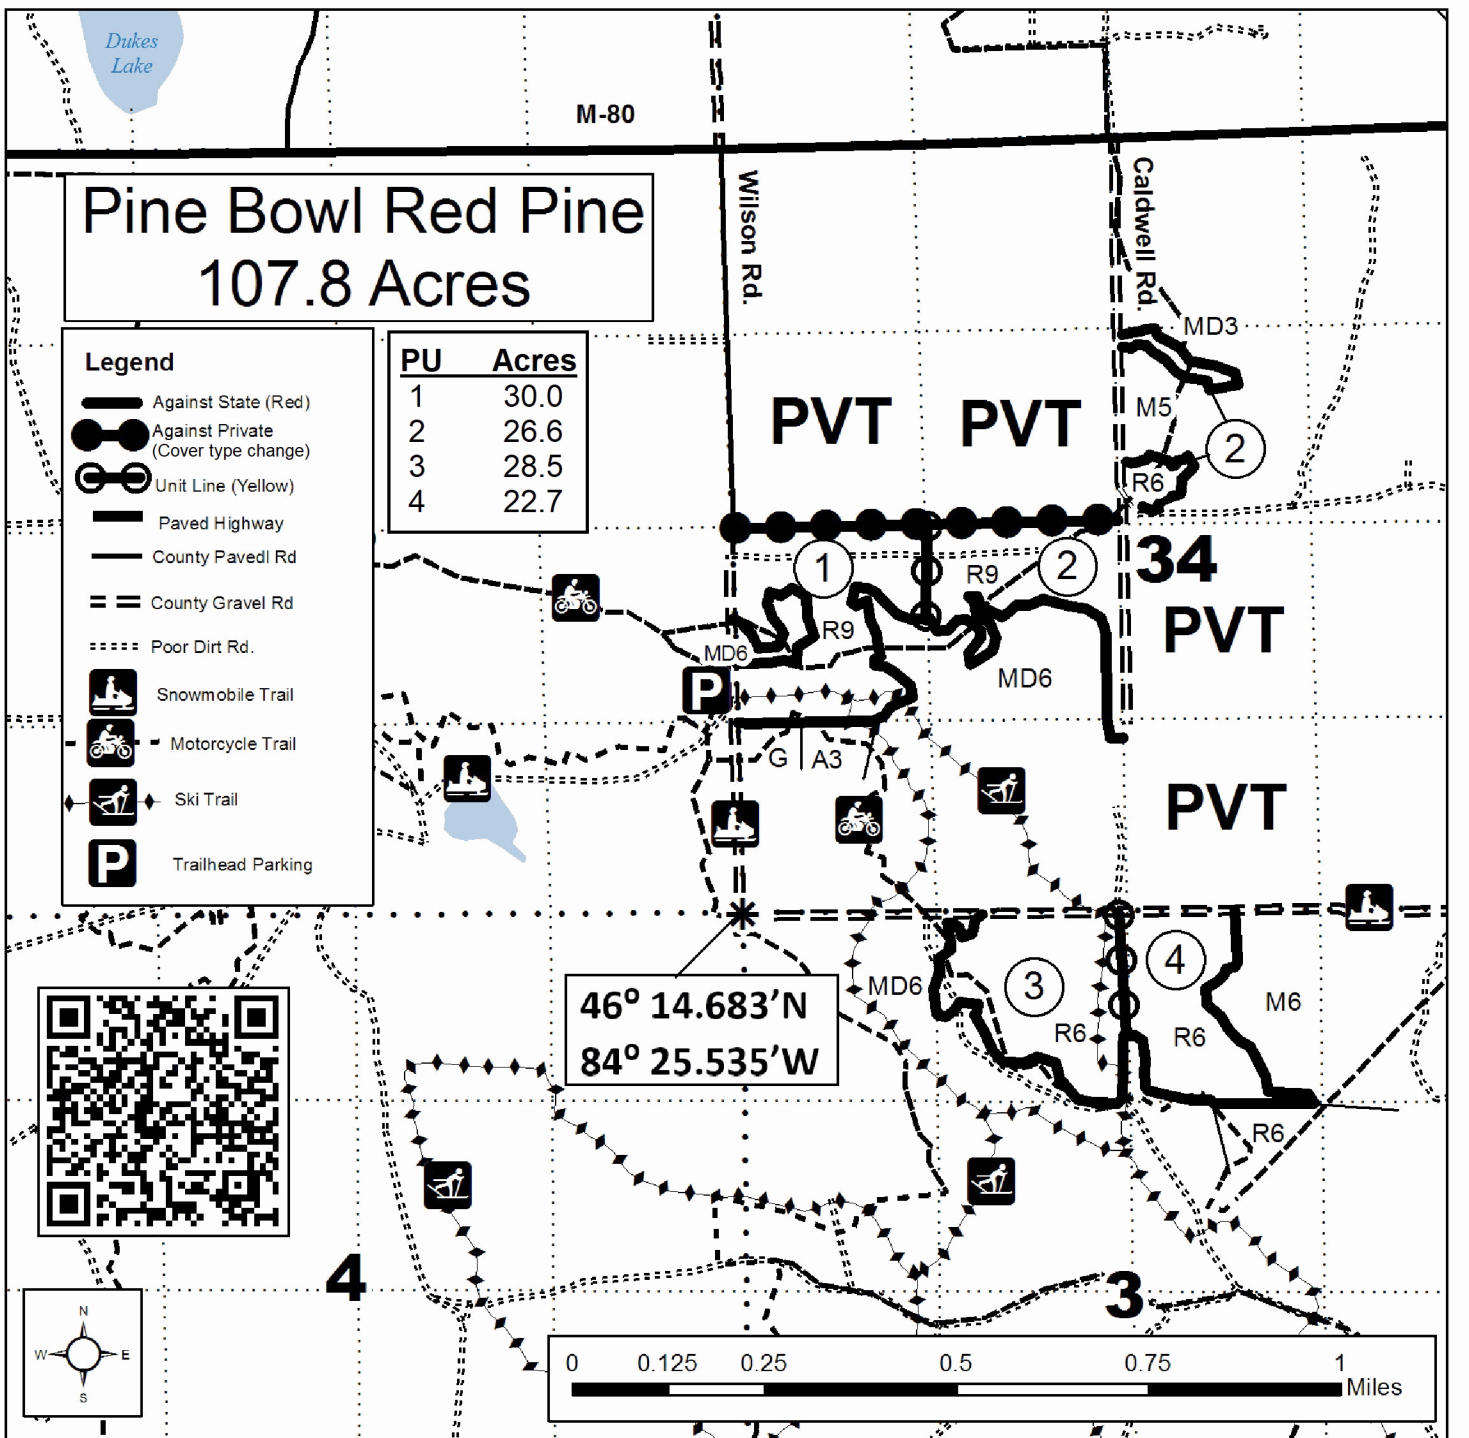 Dukes
Lake
M-80
Wilson Rd.
Caldwell Rd.
Pine Bowl Red Pine
107.8 Acres
Legend
Against State (Red)
Against Private
(Cover type change)
Unit Line (Yellow)
Paved Highway
County Pavedl Rd
County Gravel Rd
Poor Dirt Rd.
Snowmobile Trail
Motorcycle Trail
Ski Trail
P Trailhead Parking
PU Acres
1 30.0
2 26.6
3 28.5
4 22.7
MD3
PVT PVT
M5
2
R6
1
R9
2
34
R9
PVT
MD6
P
MD6
G A3
PVT
MD6
3
4
R6
R6
M6
46º 14.683’N
84º 25.535’W
R6
4
3
N
W E
S
0 0.125 0.25 0.5 0.75 1
Miles